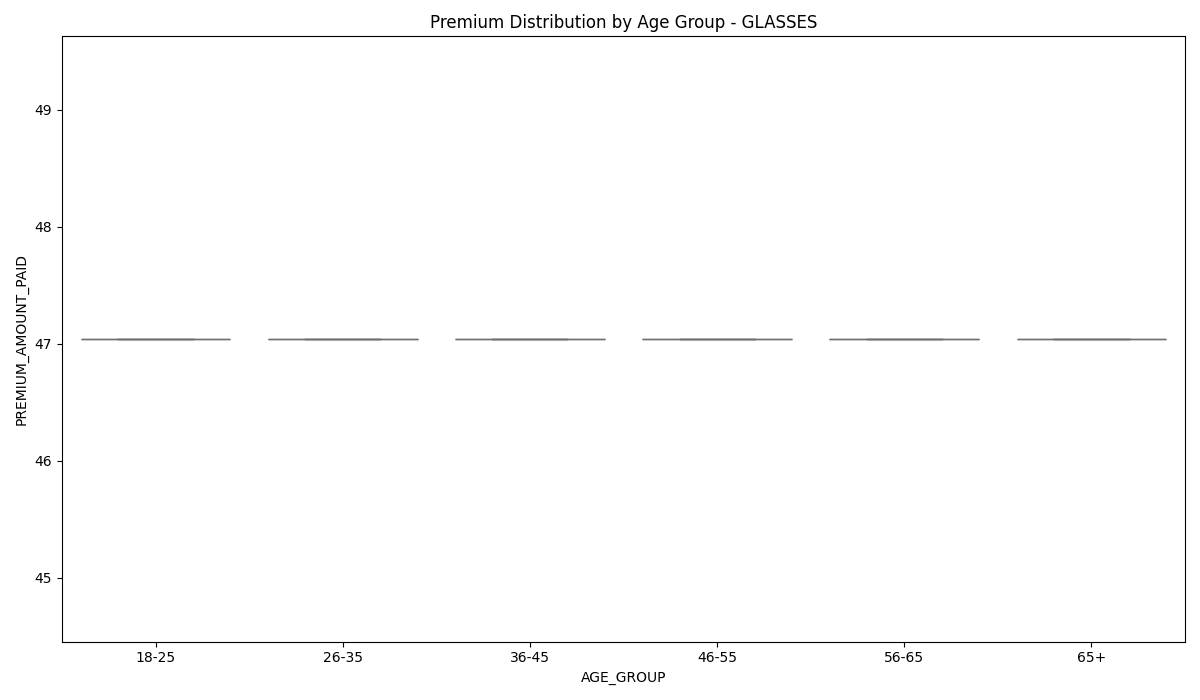 Premium Distribution by Age Group - GLASSES
49
48
47
46
45
PREMIUM_AMOUNT_PAID
18-25 26-35 36-45 46-55 56-65 65+
AGE_GROUP